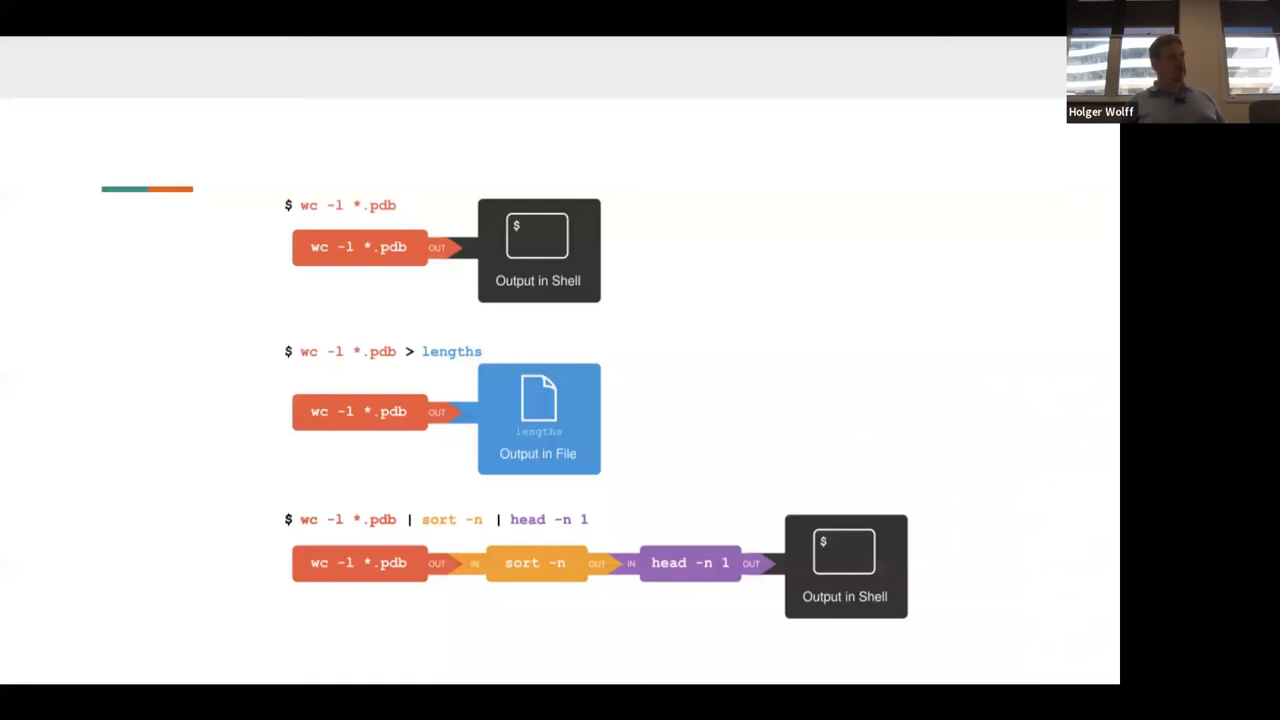 Holger Wolff
$ wc -l *.pdb
wc -l *.pdb OUT
$
Output in Shell
$ wc -l *.pdb > lengths
wc -l *.pdb OUT
lengths
Output in File
$ wc -l *.pdb | sort -n | head -n 1
wc -l *.pdb OUT IN sort -n OUT IN head -n 1 OUT
$
Output in Shell